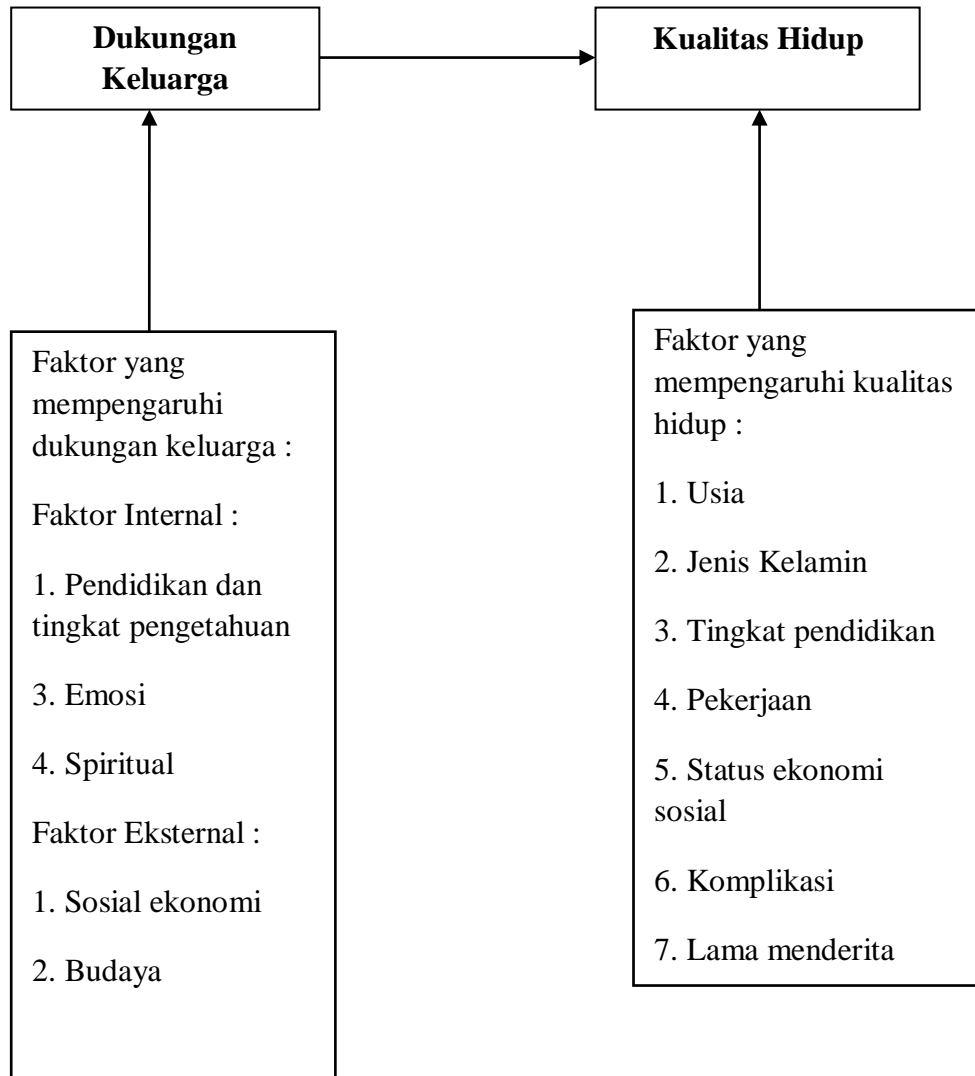 Dukungan
Keluarga
Kualitas Hidup
Faktor yang
mempengaruhi
dukungan keluarga :
Faktor Internal :
1. Pendidikan dan
tingkat pengetahuan
3. Emosi
4. Spiritual
Faktor Eksternal :
1. Sosial ekonomi
2. Budaya
Faktor yang
mempengaruhi kualitas
hidup :
1. Usia
2. Jenis Kelamin
3. Tingkat pendidikan
4. Pekerjaan
5. Status ekonomi
sosial
6. Komplikasi
7. Lama menderita